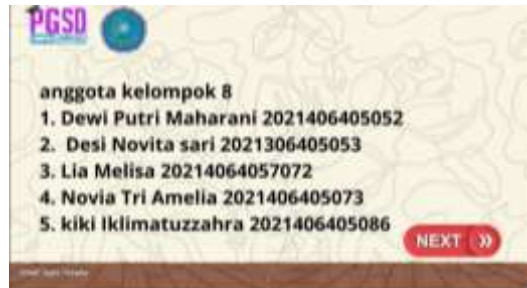 PGSD
anggota kelompok 8
1. Dewi Putri Maharani 2021406405052
2. Desi Novita sari 2021306405053
3. Lia Melisa 20214064057072
4. Novia Tri Amelia 2021406405073
5. kiki Iklimatuzzahra 2021406405086
NEXT